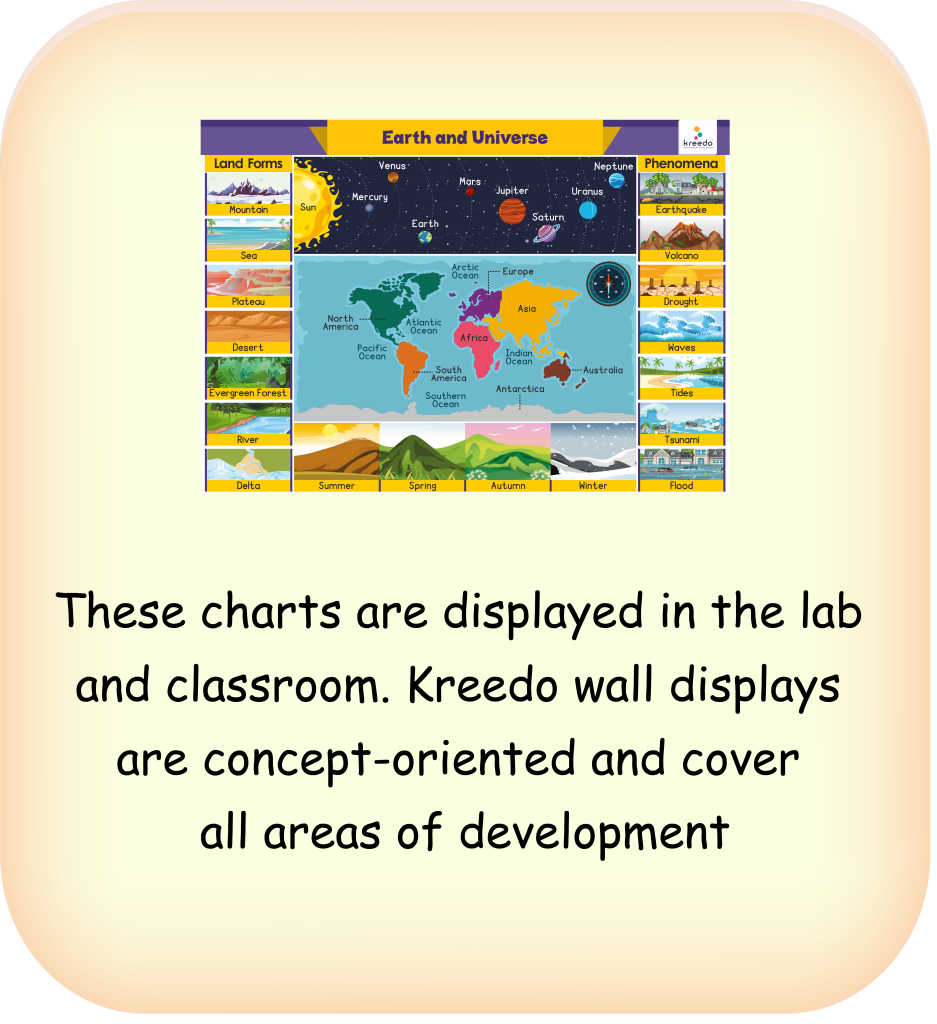 Earth and Universe
kreedo
Land Forms
Mountain
Sea
Plateau
Desert
Evergreen Forest
River
Delta
Sun
Mercury
Venus
Earth
Mars
Jupiter
Saturn
Uranus
Neptune
Arctic
Ocean
Europe
Asia
North
America
Atlantic
Ocean
Africa
Pacific
Ocean
Indian
Ocean
South
America
Australia
Antarctica
Southern
Ocean
Summer
Spring
Autumn
Winter
Phenomena
Earthquake
Volcano
Drought
Waves
Tides
Tsunami
Flood
These charts are displayed in the lab
and classroom. Kreedo wall displays
are concept-oriented and cover
all areas of development